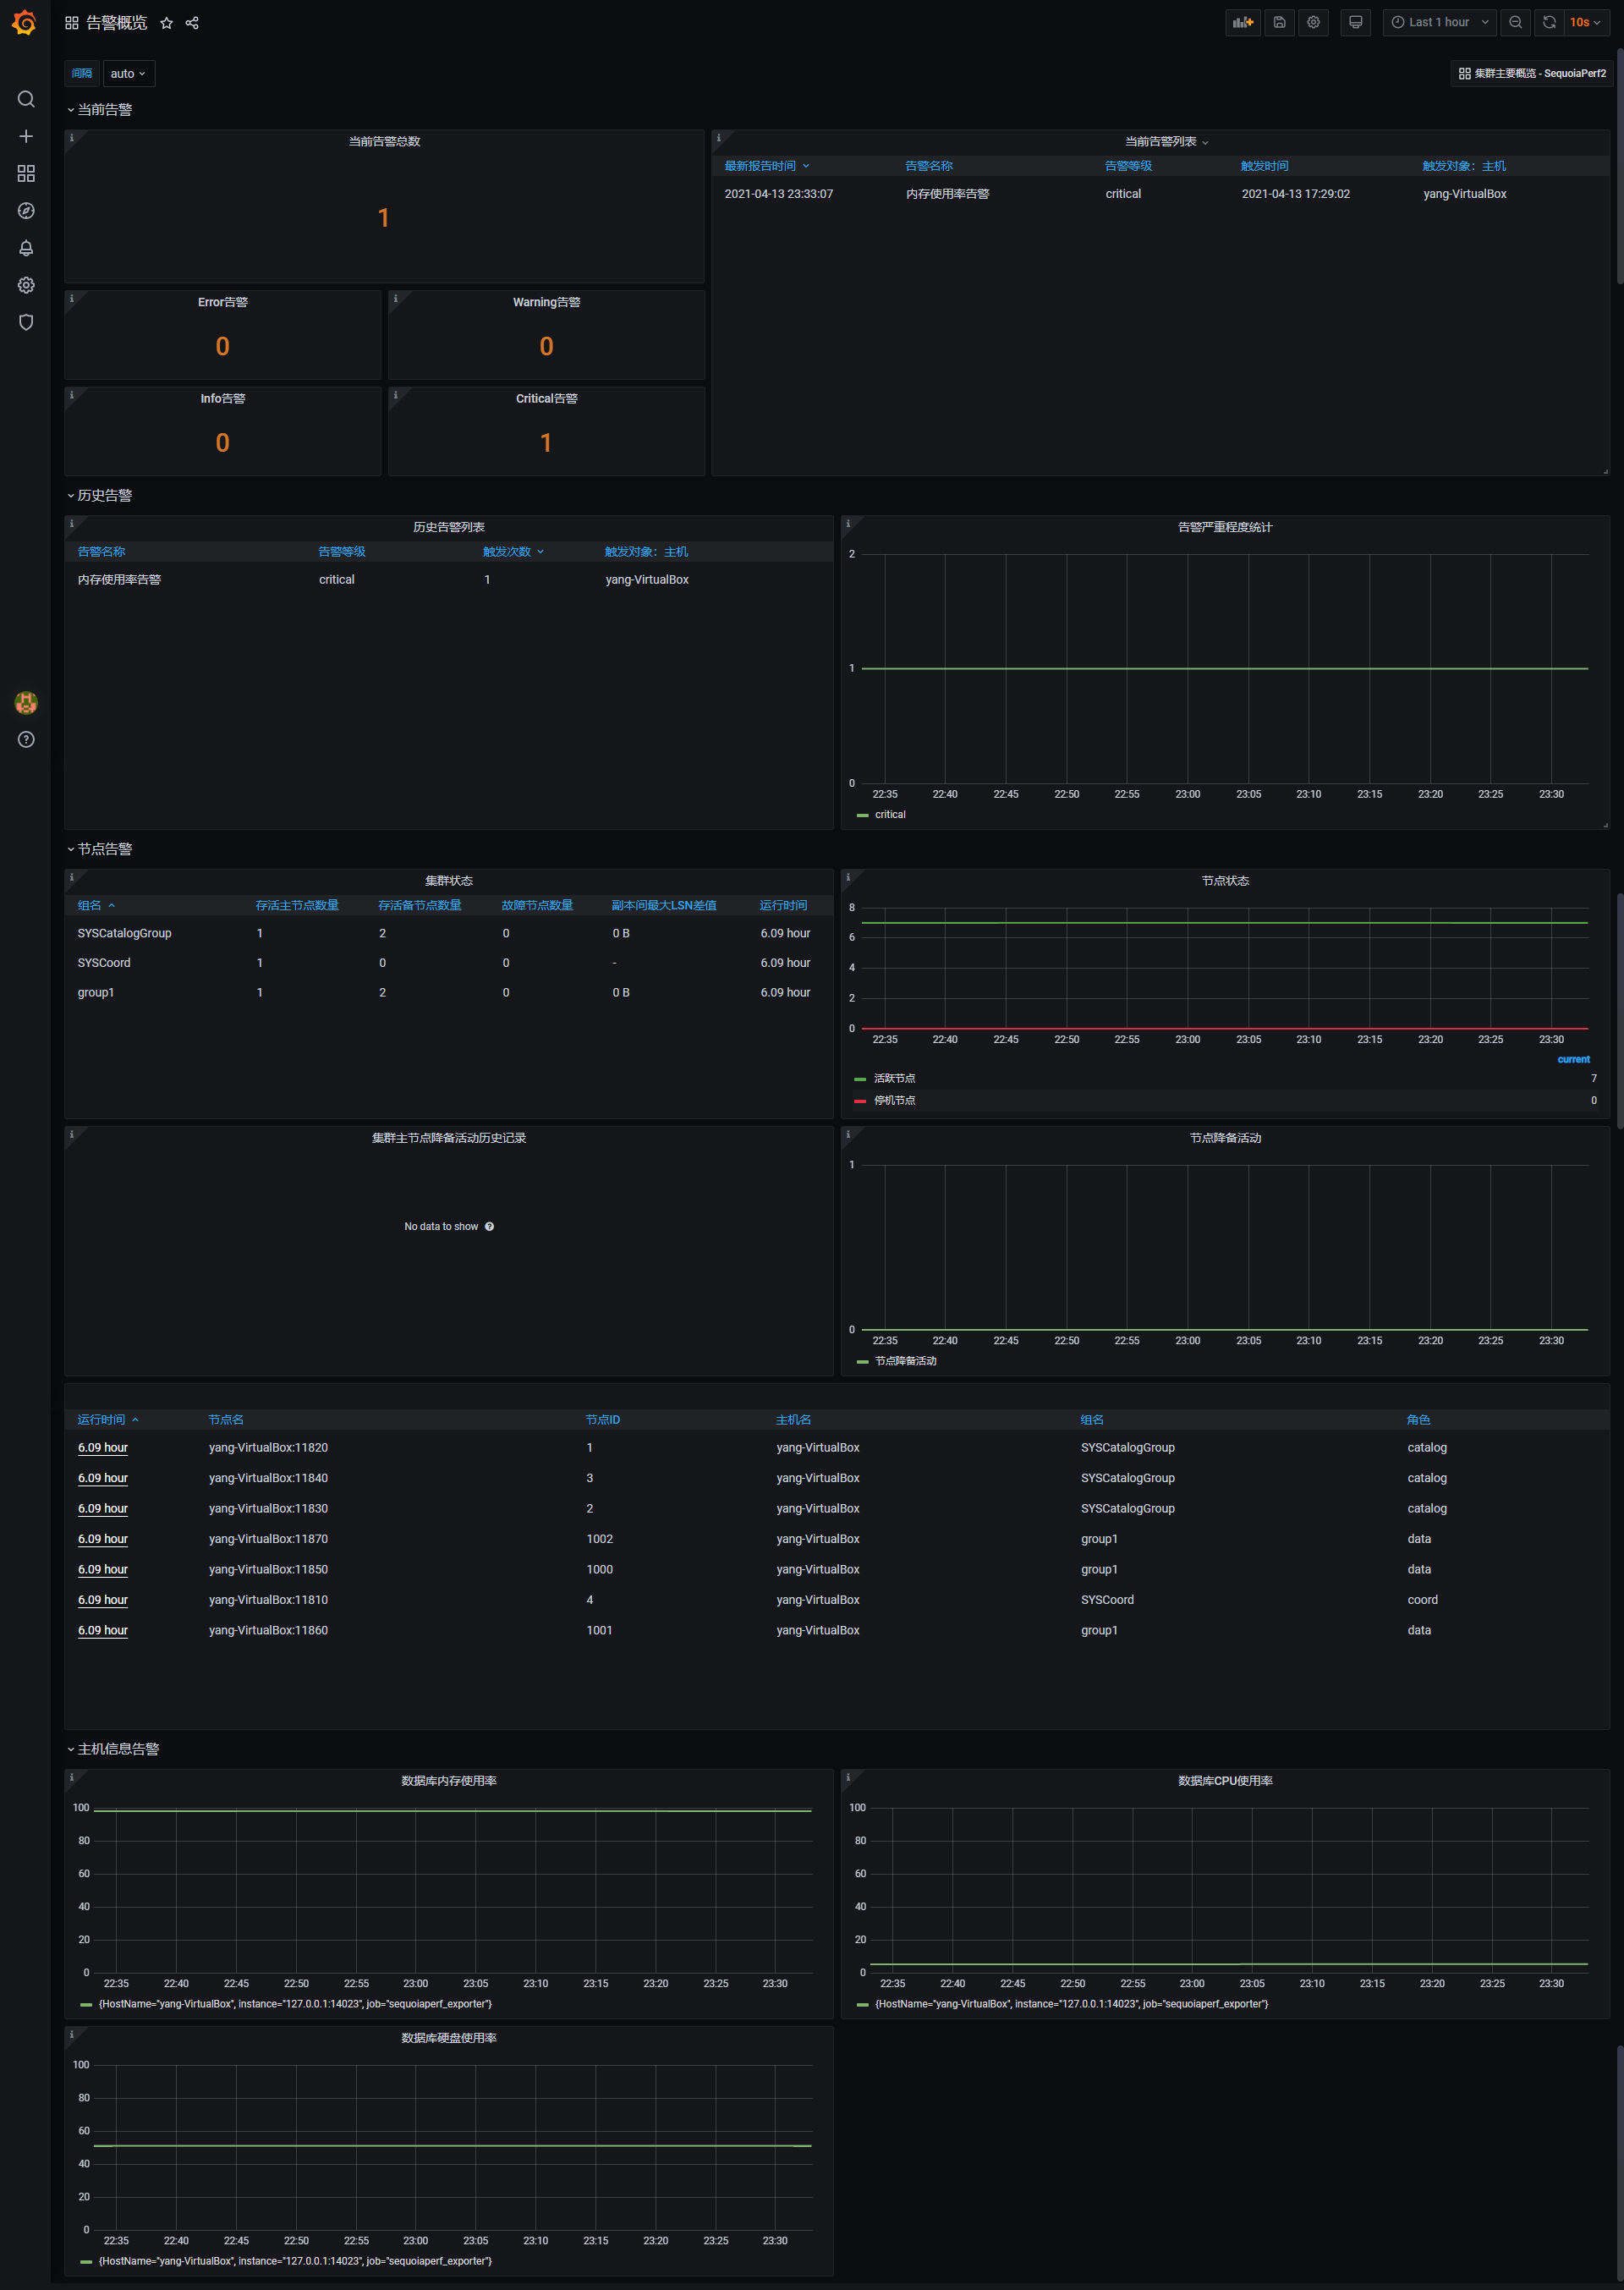 告警概览
Last 1 hour
10s
间隔 auto
集群主要概览 - SequoiaPerf2
当前告警
当前告警总数
1
Error告警
0
Warning告警
0
Info告警
0
Critical告警
1
当前告警列表
最新报告时间 告警名称 告警等级 触发时间 触发对象：主机
2021-04-13 23:33:07 内存使用率告警 critical 2021-04-13 17:29:02 yang-VirtualBox
历史告警
历史告警列表
告警名称 告警等级 触发次数 触发对象：主机
内存使用率告警 critical 1 yang-VirtualBox
告警严重程度统计
2
1
0
22:35 22:40 22:45 22:50 22:55 23:00 23:05 23:10 23:15 23:20 23:25 23:30
critical
节点告警
集群状态
组名 存活主节点数量 存活备节点数量 故障节点数量 副本间最大LSN差值 运行时间
SYSCatalogGroup 1 2 0 0 B 6.09 hour
SYSCoord 1 0 0 - 6.09 hour
group1 1 2 0 0 B 6.09 hour
节点状态
8
6
4
2
0
22:35 22:40 22:45 22:50 22:55 23:00 23:05 23:10 23:15 23:20 23:25 23:30
current
活跃节点 7
停机节点 0
集群主节点降备活动历史记录
No data to show
节点降备活动
1
0
22:35 22:40 22:45 22:50 22:55 23:00 23:05 23:10 23:15 23:20 23:25 23:30
节点降备活动
运行时间 节点名 节点ID 主机名 组名 角色
6.09 hour yang-VirtualBox:11820 1 yang-VirtualBox SYSCatalogGroup catalog
6.09 hour yang-VirtualBox:11840 3 yang-VirtualBox SYSCatalogGroup catalog
6.09 hour yang-VirtualBox:11830 2 yang-VirtualBox SYSCatalogGroup catalog
6.09 hour yang-VirtualBox:11870 1002 yang-VirtualBox group1 data
6.09 hour yang-VirtualBox:11850 1000 yang-VirtualBox group1 data
6.09 hour yang-VirtualBox:11810 4 yang-VirtualBox SYSCoord coord
6.09 hour yang-VirtualBox:11860 1001 yang-VirtualBox group1 data
主机信息告警
数据库内存使用率
100
80
60
40
20
0
22:35 22:40 22:45 22:50 22:55 23:00 23:05 23:10 23:15 23:20 23:25 23:30
{HostName="yang-VirtualBox", instance="127.0.0.1:14023", job="sequoiaperf_exporter"}
数据库CPU使用率
100
80
60
40
20
0
22:35 22:40 22:45 22:50 22:55 23:00 23:05 23:10 23:15 23:20 23:25 23:30
{HostName="yang-VirtualBox", instance="127.0.0.1:14023", job="sequoiaperf_exporter"}
数据库硬盘使用率
100
80
60
40
20
0
22:35 22:40 22:45 22:50 22:55 23:00 23:05 23:10 23:15 23:20 23:25 23:30
{HostName="yang-VirtualBox", instance="127.0.0.1:14023", job="sequoiaperf_exporter"}